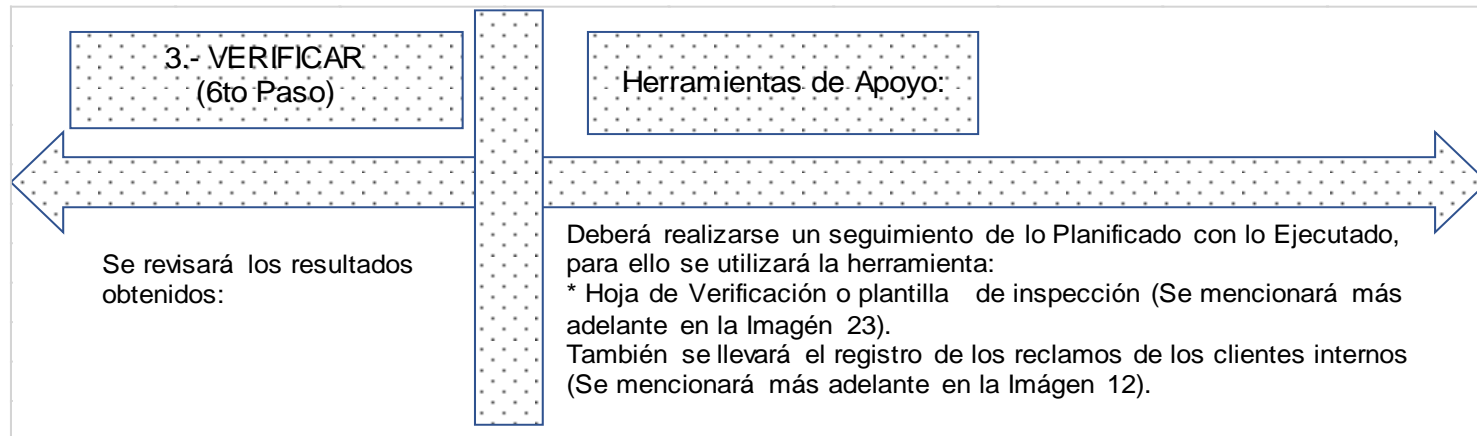 3.- VERIFICAR
(6to Paso)
Herramientas de Apoyo:
Se revisará los resultados
obtenidos:
Deberá realizarse un seguimiento de lo Planificado con lo Ejecutado,
para ello se utilizará la herramienta:
* Hoja de Verificación o plantilla de inspección (Se mencionará más
adelante en la Imagén 23).
También se llevará el registro de los reclamos de los clientes internos
(Se mencionará más adelante en la Imágen 12).